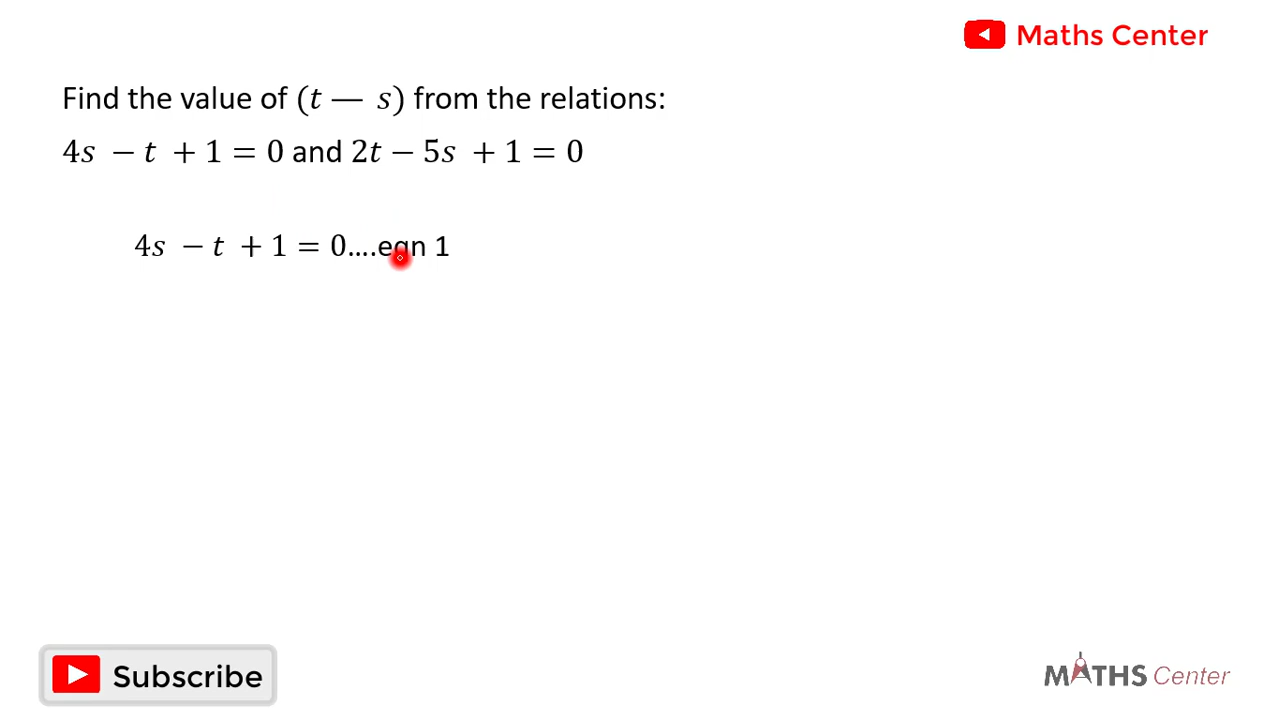 Maths Center
Find the value of (t — s) from the relations:
4s − t + 1 = 0 and 2t − 5s + 1 = 0
4s − t + 1 = 0....eqn 1
Subscribe
MATHS Center